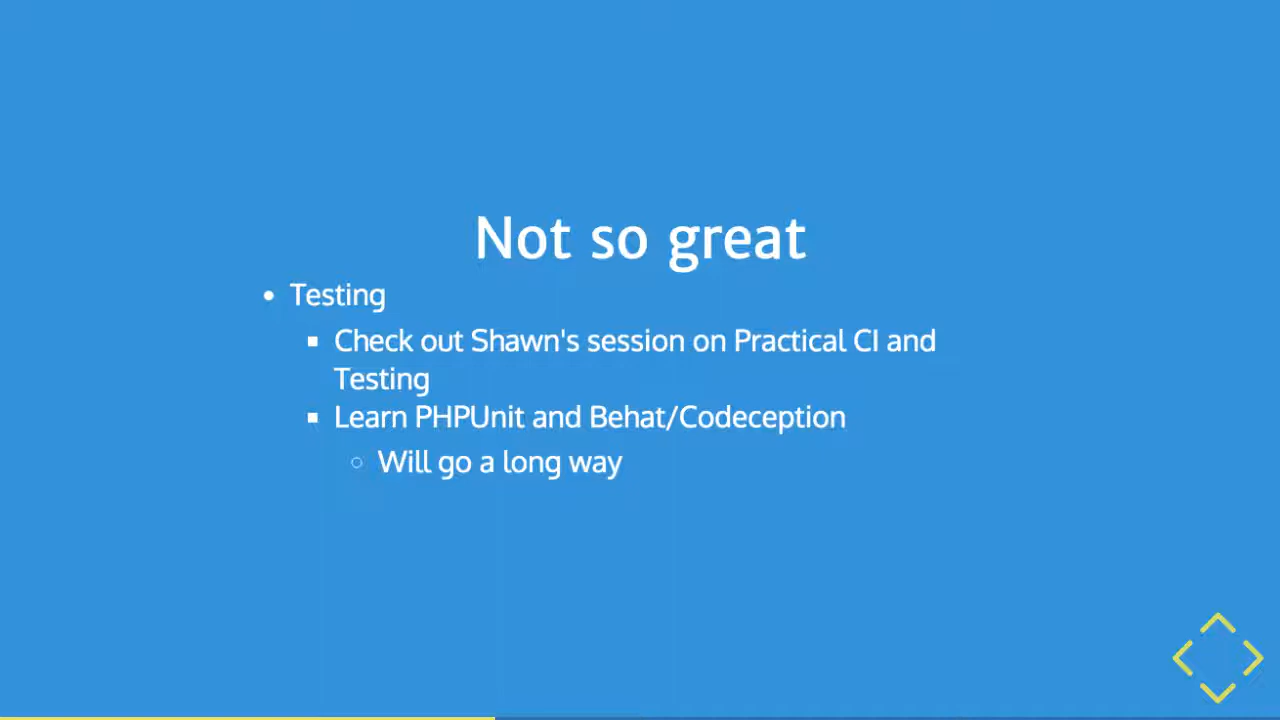 Not so great
Testing
Check out Shawn's session on Practical CI and
Testing
Learn PHPUnit and Behat/Codeception
Will go a long way